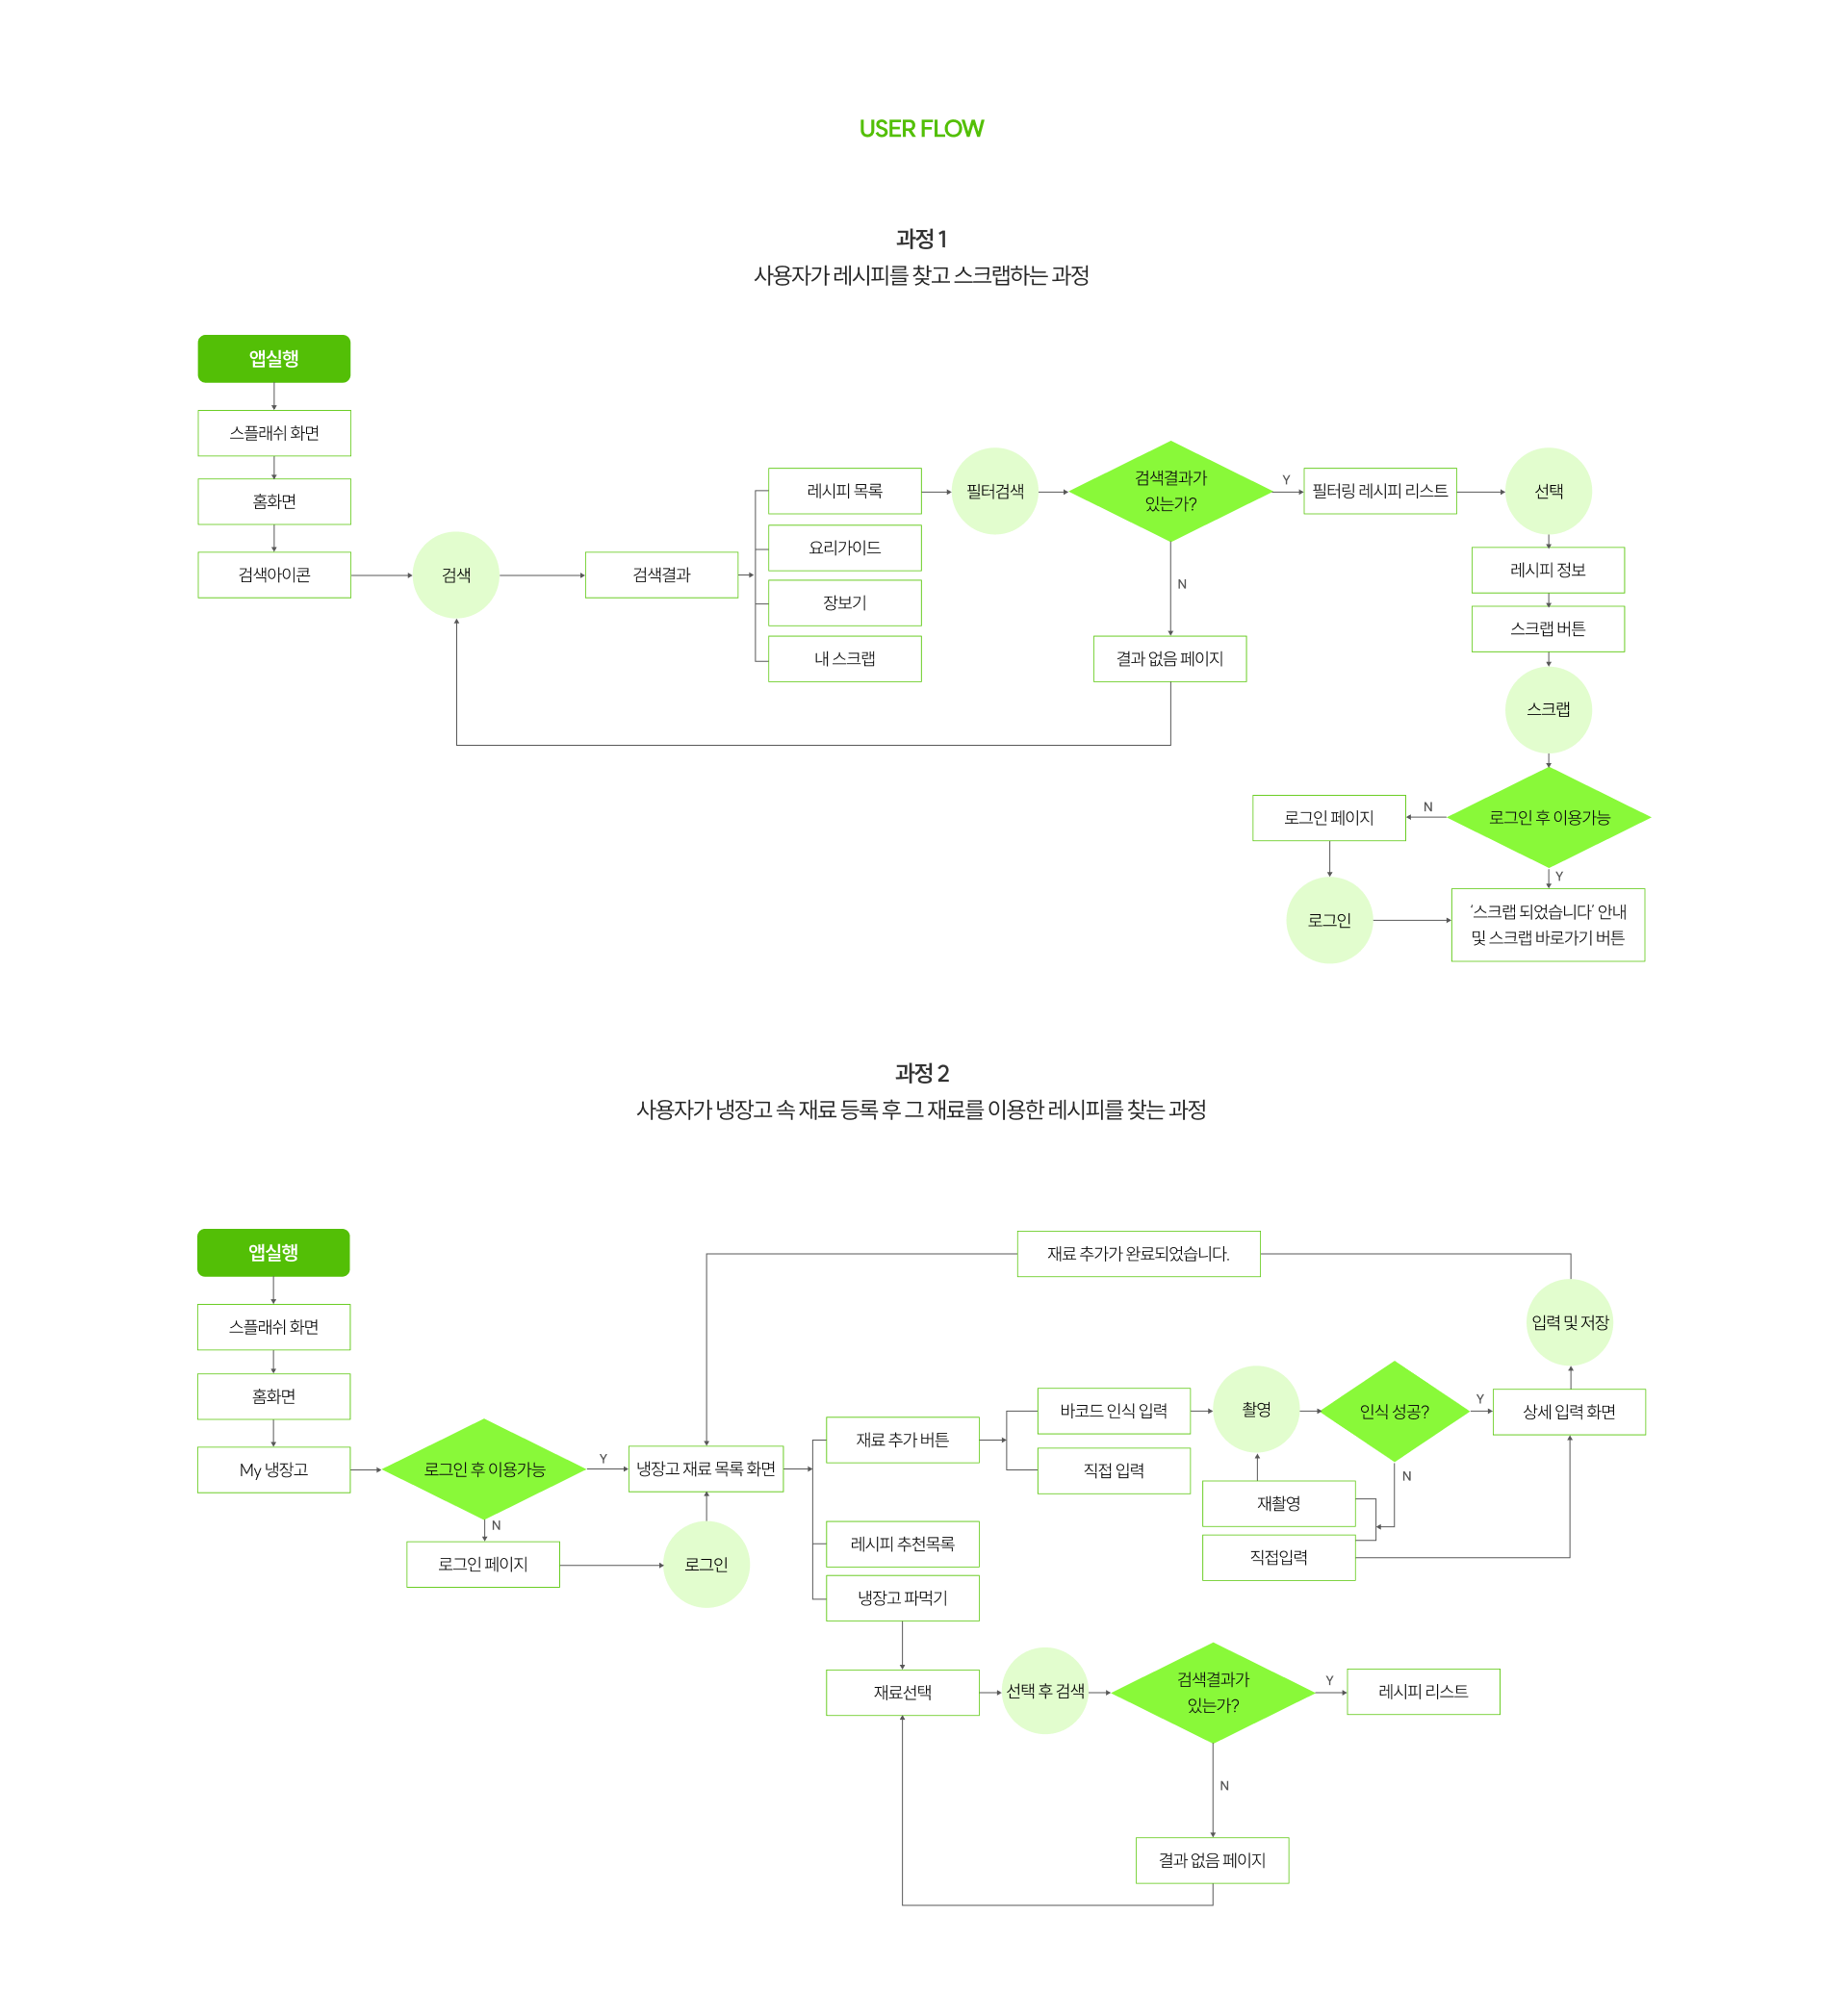 USER FLOW
과정 1
사용자가 레시피를 찾고 스크랩하는 과정
앱실행
스플래쉬 화면
홈화면
검색아이콘
검색
검색결과
레시피 목록
요리가이드
장보기
내 스크랩
필터검색
검색결과가
있는가?
Y
N
결과 없음 페이지
필터링 레시피 리스트
선택
레시피 정보
스크랩 버튼
스크랩
로그인 후 이용가능
N
Y
로그인 페이지
로그인
‘스크랩 되었습니다’ 안내
및 스크랩 바로가기 버튼
과정 2
사용자가 냉장고 속 재료 등록 후 그 재료를 이용한 레시피를 찾는 과정
앱실행
스플래쉬 화면
홈화면
My 냉장고
로그인 후 이용가능
Y
N
로그인 페이지
로그인
냉장고 재료 목록 화면
재료 추가가 완료되었습니다.
재료 추가 버튼
레시피 추천목록
냉장고 파먹기
바코드 인식 입력
직접 입력
촬영
인식 성공?
Y
N
재촬영
직접입력
상세 입력 화면
입력 및 저장
재료선택
선택 후 검색
검색결과가
있는가?
Y
N
레시피 리스트
결과 없음 페이지